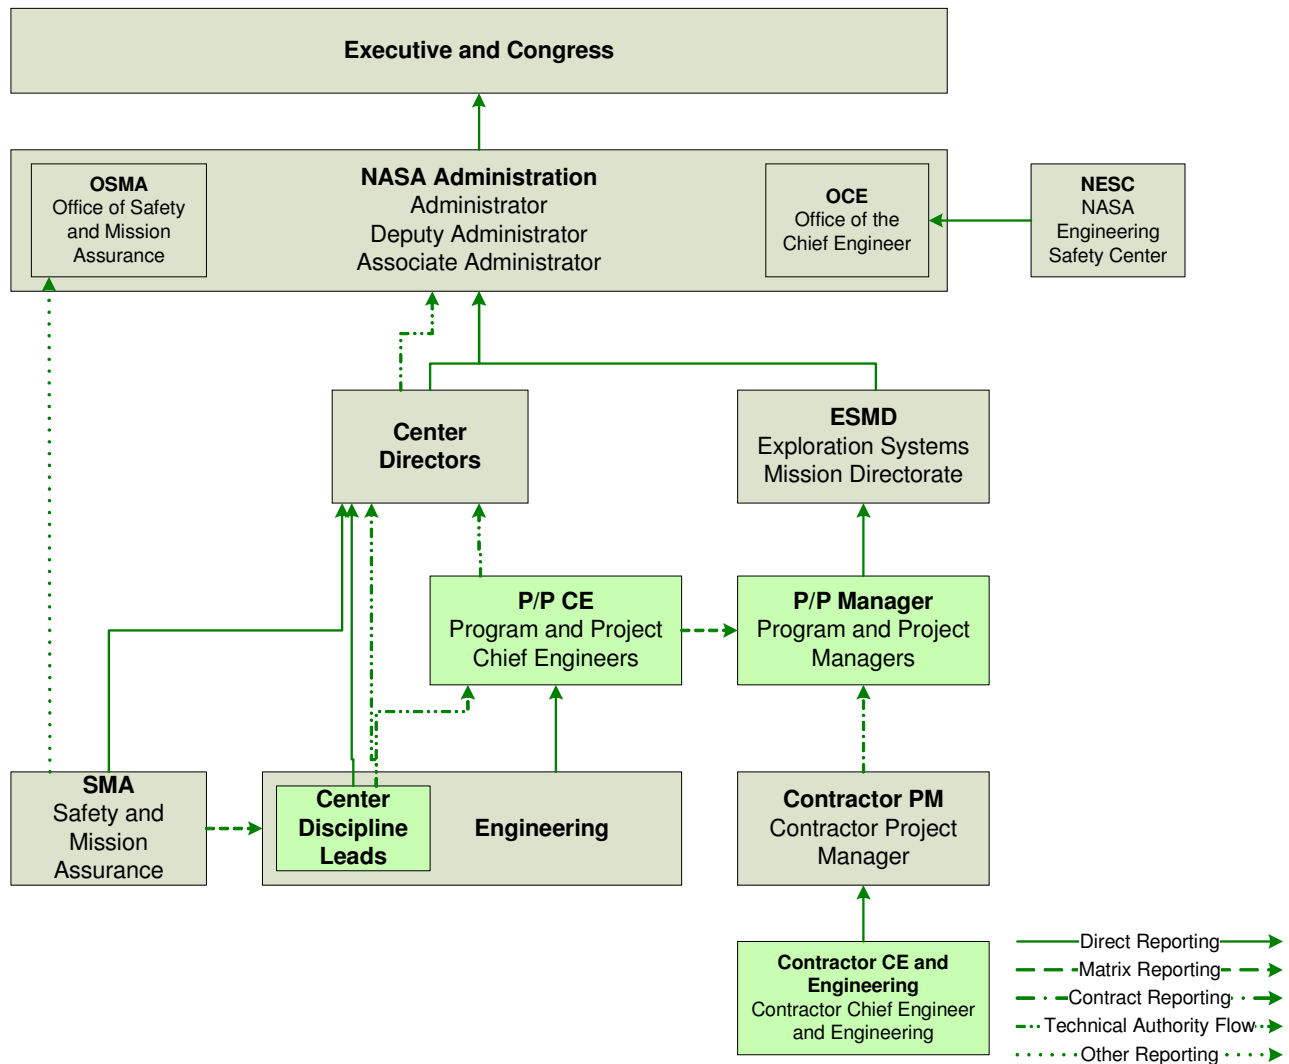 Executive and Congress
OSMA
Office of Safety
and Mission
Assurance
NASA Administration
Administrator
Deputy Administrator
Associate Administrator
OCE
Office of the
Chief Engineer
NESC
NASA
Engineering
Safety Center
Center
Directors
ESMD
Exploration Systems
Mission Directorate
P/P CE
Program and Project
Chief Engineers
P/P Manager
Program and Project
Managers
SMA
Safety and
Mission
Assurance
Center
Discipline
Leads
Engineering
Contractor PM
Contractor Project
Manager
Contractor CE and
Engineering
Contractor Chief Engineer
and Engineering
Direct Reporting
Matrix Reporting
Contract Reporting
Technical Authority Flow
Other Reporting